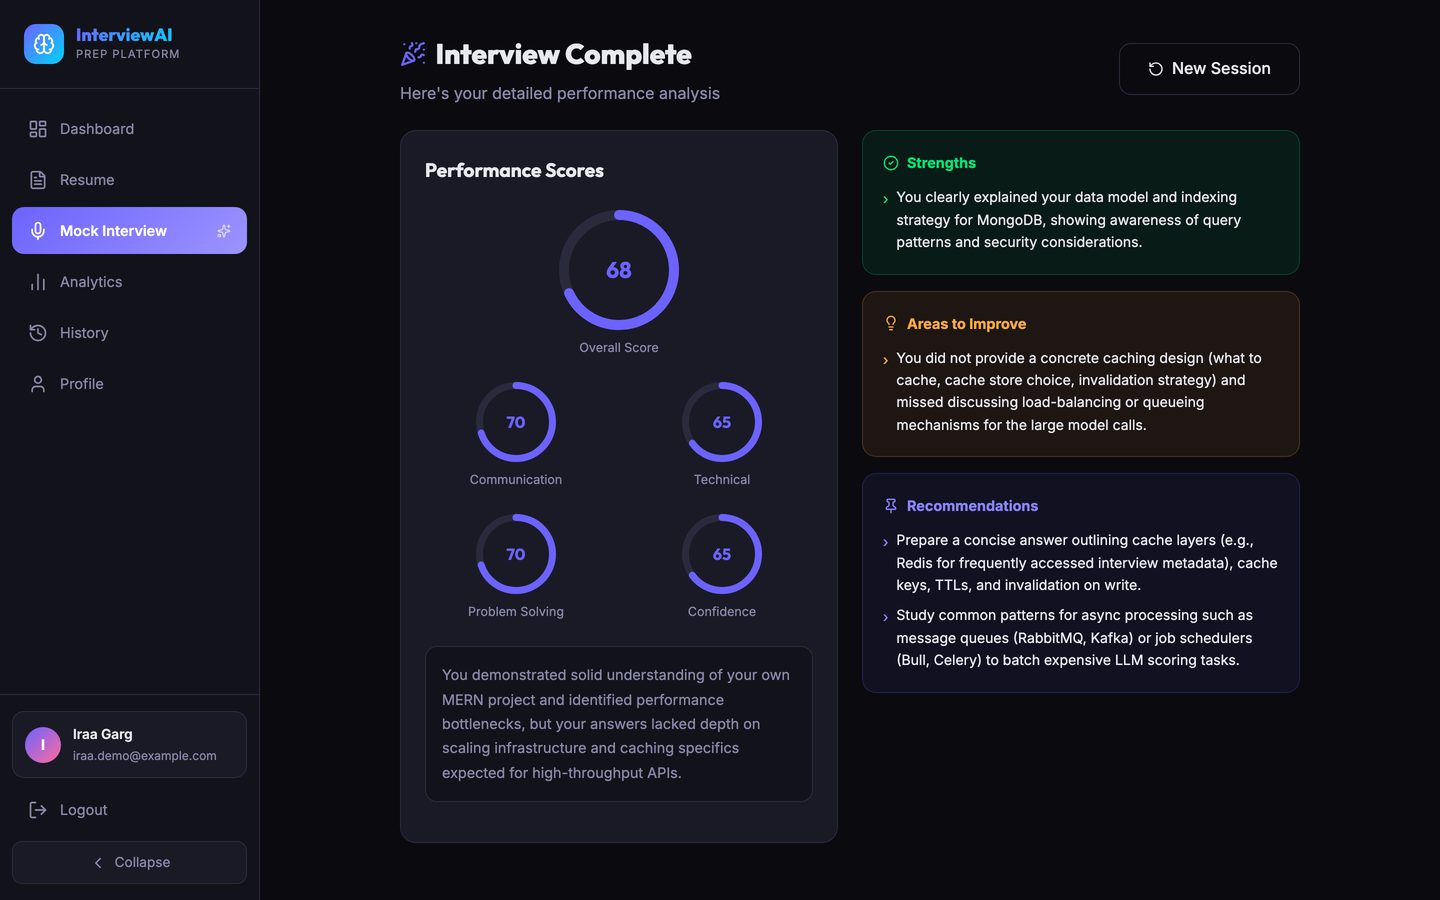 InterviewAI
PREP PLATFORM
Dashboard
Resume
Mock Interview
Analytics
History
Profile
I
Iraa Garg
iraa.demo@example.com
Logout
Collapse
Interview Complete
Here's your detailed performance analysis
New Session
Performance Scores
68
Overall Score
70
Communication
65
Technical
70
Problem Solving
65
Confidence
You demonstrated solid understanding of your own
MERN project and identified performance
bottlenecks, but your answers lacked depth on
scaling infrastructure and caching specifics
expected for high-throughput APIs.
Strengths
› You clearly explained your data model and indexing
strategy for MongoDB, showing awareness of query
patterns and security considerations.
Areas to Improve
› You did not provide a concrete caching design (what to
cache, cache store choice, invalidation strategy) and
missed discussing load-balancing or queueing
mechanisms for the large model calls.
Recommendations
› Prepare a concise answer outlining cache layers (e.g.,
Redis for frequently accessed interview metadata), cache
keys, TTLs, and invalidation on write.
› Study common patterns for async processing such as
message queues (RabbitMQ, Kafka) or job schedulers
(Bull, Celery) to batch expensive LLM scoring tasks.